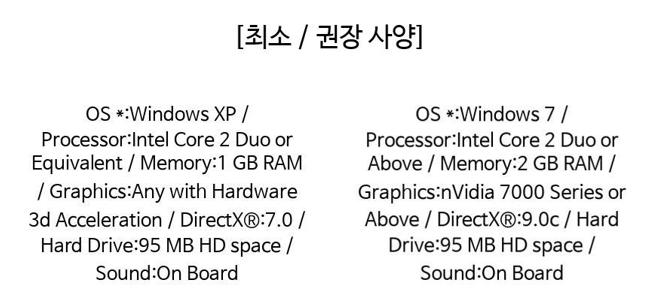 [최소 / 권장 사양]
OS *:Windows XP /
Processor:Intel Core 2 Duo or
Equivalent / Memory:1 GB RAM
/ Graphics:Any with Hardware
3d Acceleration / DirectX®:7.0 /
Hard Drive:95 MB HD space /
Sound:On Board
OS *:Windows 7 /
Processor:Intel Core 2 Duo or
Above / Memory:2 GB RAM /
Graphics:nVidia 7000 Series or
Above / DirectX®:9.0c / Hard
Drive:95 MB HD space /
Sound:On Board